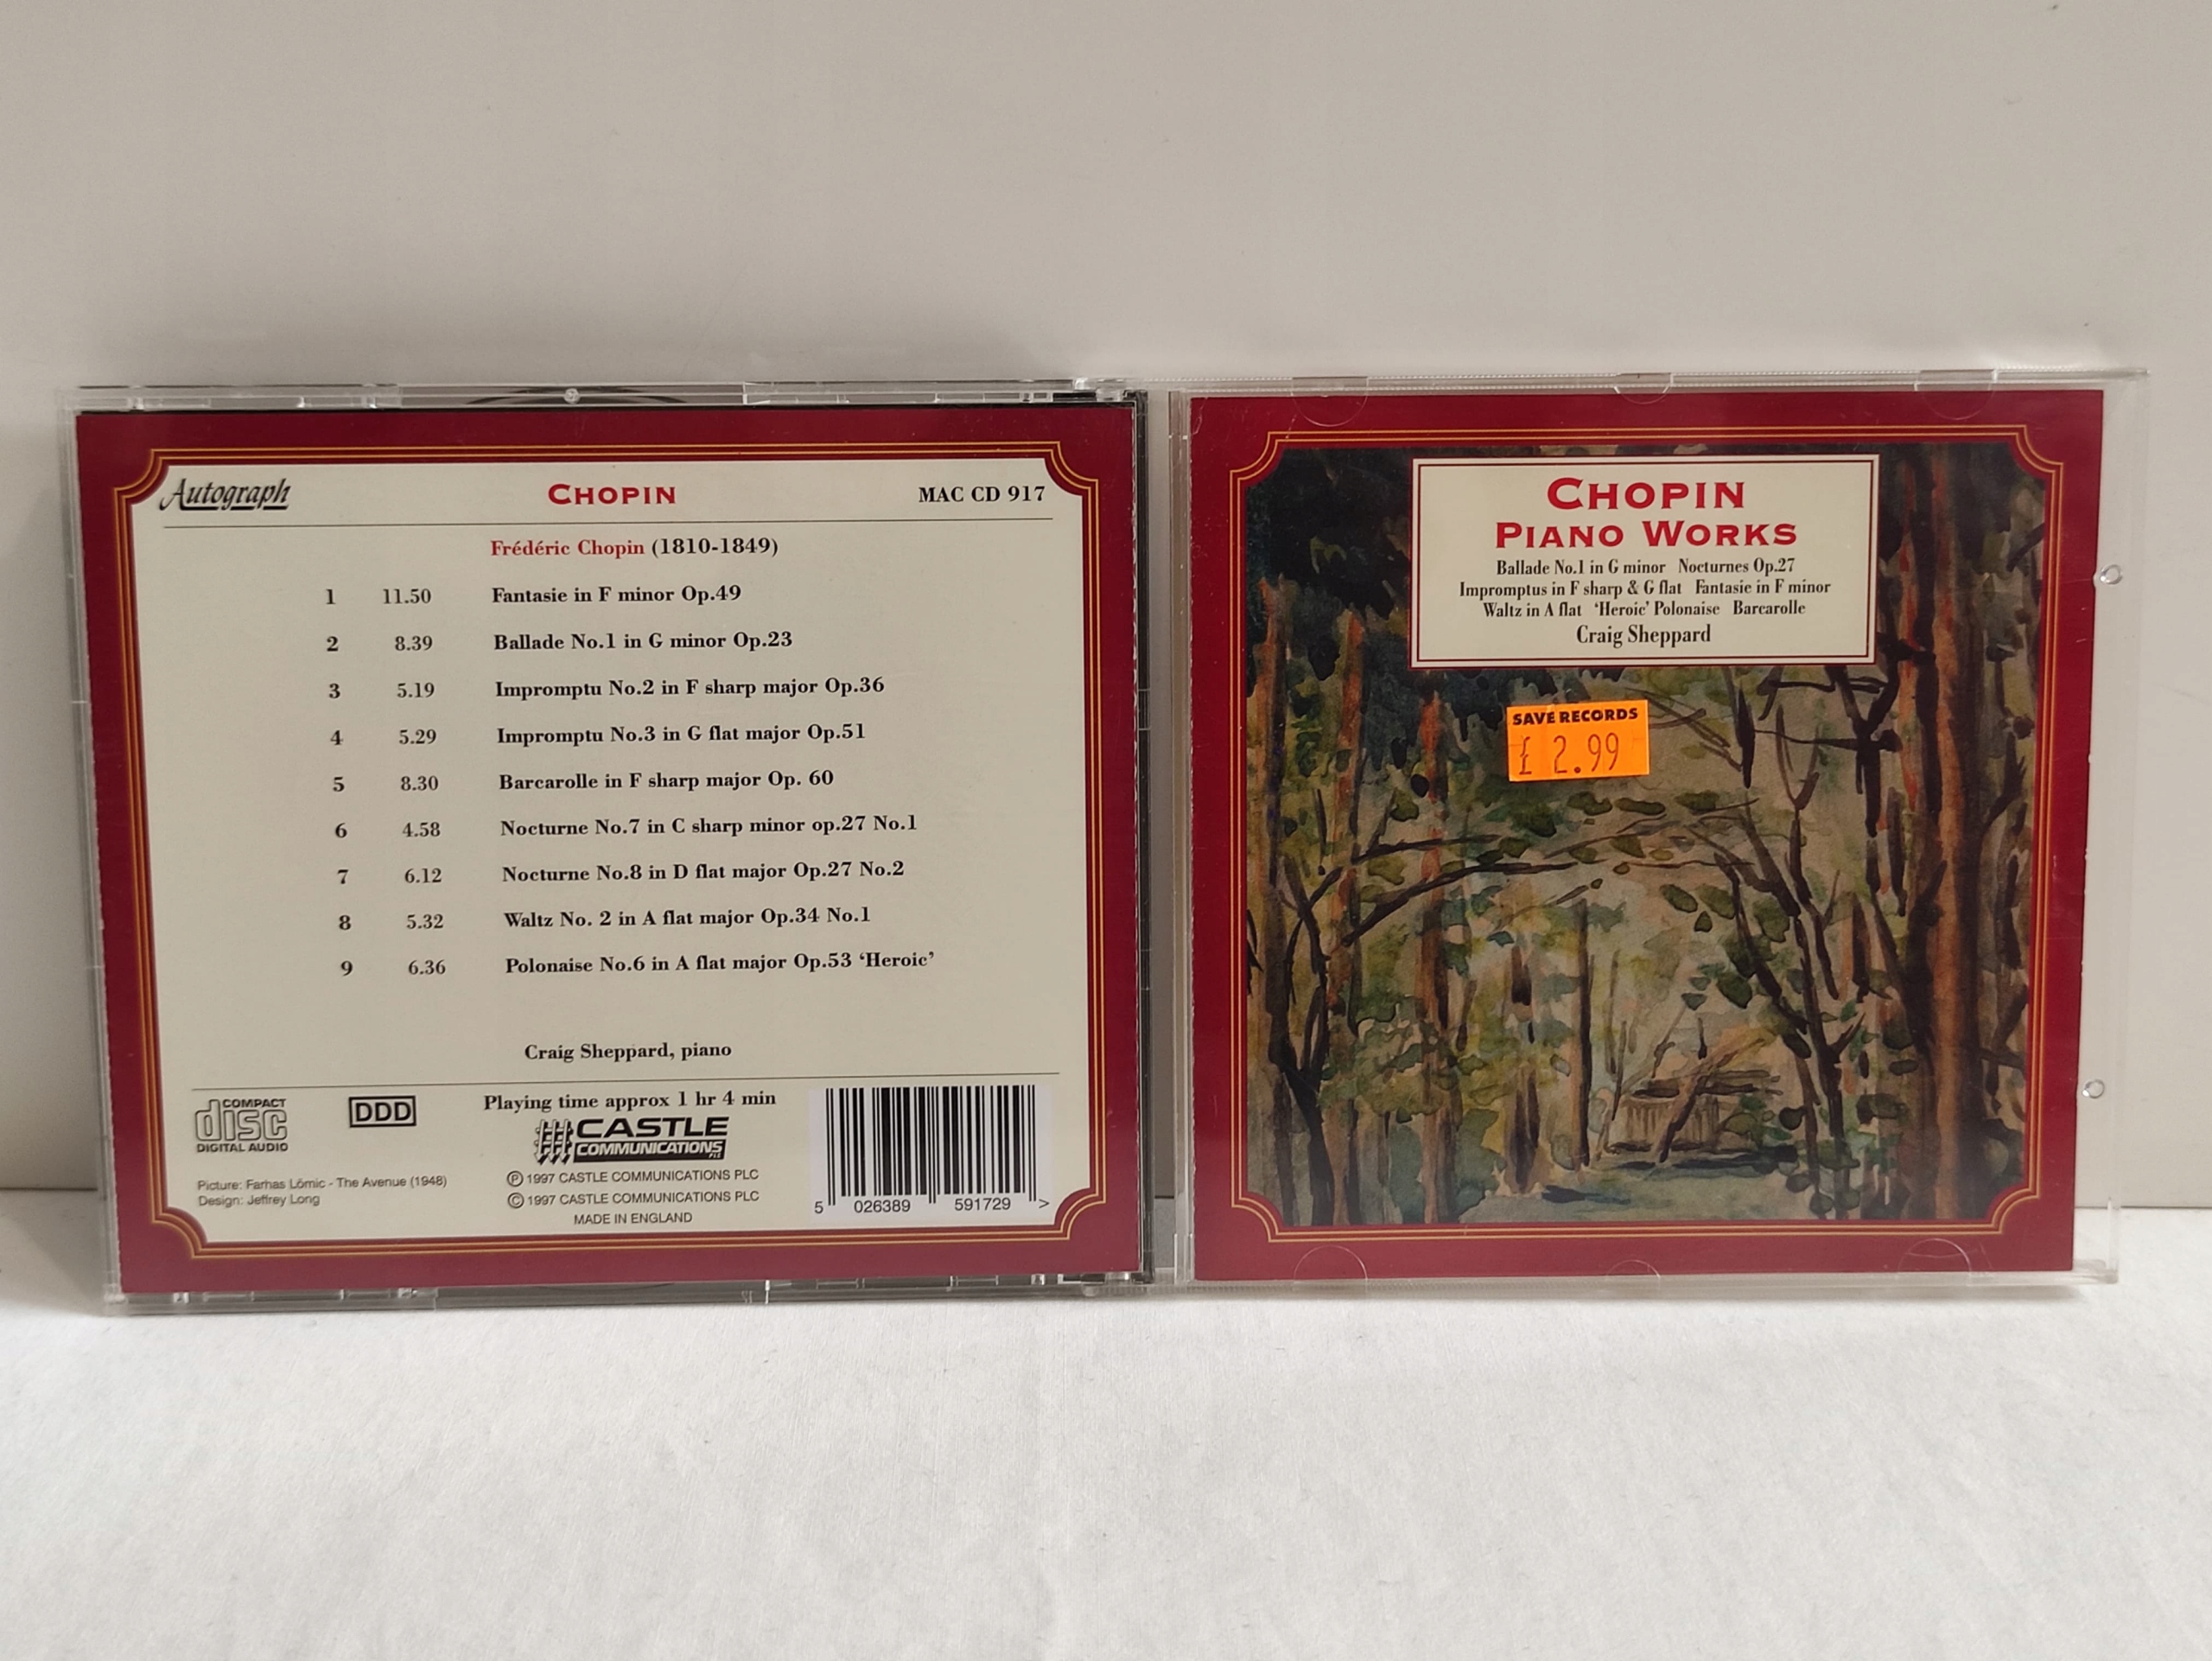 Autograph
CHOPIN
MAC CD 917
Frédéric Chopin (1810-1849)
1 11.50 Fantasie in F minor Op.49
2 8.39 Ballade No.1 in G minor Op.23
3 5.19 Impromptu No.2 in F sharp major Op.36
4 5.29 Impromptu No.3 in G flat major Op.51
5 8.30 Barcarolle in F sharp major Op. 60
6 4.58 Nocturne No.7 in C sharp minor op.27 No.1
7 6.12 Nocturne No.8 in D flat major Op.27 No.2
8 5.32 Waltz No. 2 in A flat major Op.34 No.1
9 6.36 Polonaise No.6 in A flat major Op.53 ‘Heroic’
Craig Sheppard, piano
COMPACT
disc
DIGITAL AUDIO
DDD
Playing time approx 1 hr 4 min
CASTLE
COMMUNICATIONS
PLC
Picture: Farhas Lömic - The Avenue (1948)
Design: Jeffrey Long
℗ 1997 CASTLE COMMUNICATIONS PLC
© 1997 CASTLE COMMUNICATIONS PLC
MADE IN ENGLAND
5 026389 591729 >
CHOPIN
PIANO WORKS
Ballade No.1 in G minor Nocturnes Op.27
Impromptus in F sharp & G flat Fantasie in F minor
Waltz in A flat ‘Heroic’ Polonaise Barcarolle
Craig Sheppard
SAVE RECORDS
£ 2.99